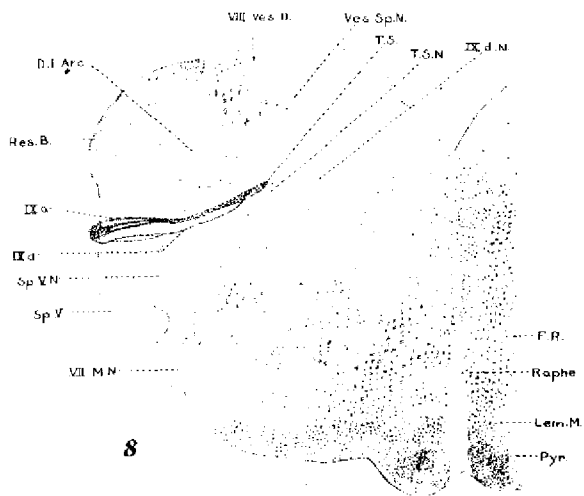 VIII Ves. D.
Ves Sp.N.
T.S.
T.S.N
IX.d.N.
D.I. Arc
Res.B.
IX a
IX d
Sp V.N
Sp. V
VII M N
F.R.
Raphe
Lem.M.
Pyr.
8